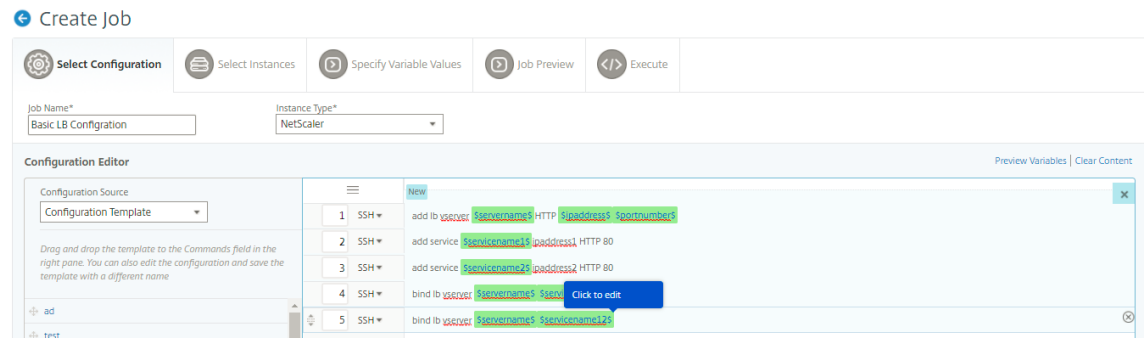 Create Job
Select Configuration
Select Instances
Specify Variable Values
Job Preview
Execute
Job Name*
Instance Type*
Basic LB Configration
NetScaler
Configuration Editor
Preview Variables | Clear Content
Configuration Source
Configuration Template
Drag and drop the template to the Commands field in the
right pane. You can also edit the configuration and save the
template with a different name
ad
test
New
1 SSH add lb vserver $servername$ HTTP $ipaddress$ $portnumber$
2 SSH add service $servicename1$ ipaddress1 HTTP 80
3 SSH add service $servicename2$ ipaddress2 HTTP 80
4 SSH bind lb vserver $servername$
Click to edit
5 SSH bind lb vserver $servername$ $servicename12$